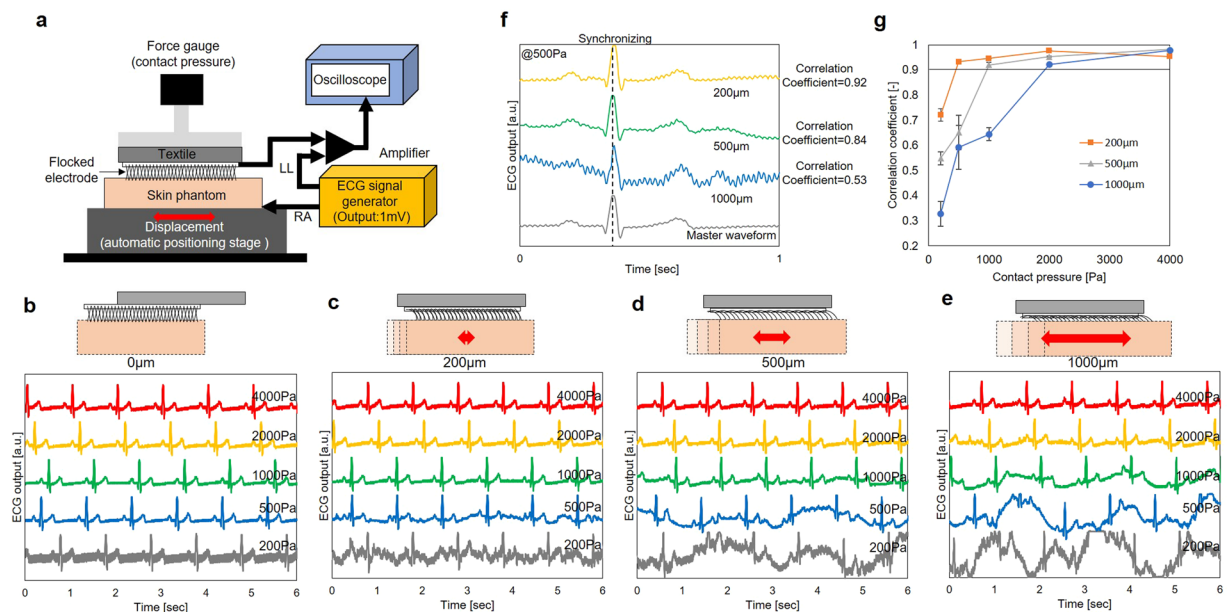 a
Force gauge
(contact pressure)
Oscilloscope
Textile
Flocked
electrode
LL
Amplifier
Skin phantom
ECG signal
generator
(Output:1mV)
RA
Displacement
(automatic positioning stage )
f
Synchronizing
@500Pa
Correlation
Coefficient=0.92
200μm
Correlation
Coefficient=0.84
500μm
Correlation
Coefficient=0.53
1000μm
Master waveform
ECG output [a.u.]
0
1
Time [sec]
g
Correlation coefficient [-]
1
0.9
0.8
0.7
0.6
0.5
0.4
0.3
0.2
200μm
500μm
1000μm
0 1000 2000 3000 4000
Contact pressure [Pa]
b
0μm
4000Pa
2000Pa
1000Pa
500Pa
200Pa
ECG output [a.u.]
0 1 2 3 4 5 6
Time [sec]
c
200μm
4000Pa
2000Pa
1000Pa
500Pa
200Pa
ECG output [a.u.]
0 1 2 3 4 5 6
Time [sec]
d
500μm
4000Pa
2000Pa
1000Pa
500Pa
200Pa
ECG output [a.u.]
0 1 2 3 4 5 6
Time [sec]
e
1000μm
4000Pa
2000Pa
1000Pa
500Pa
200Pa
ECG output [a.u.]
0 1 2 3 4 5 6
Time [sec]